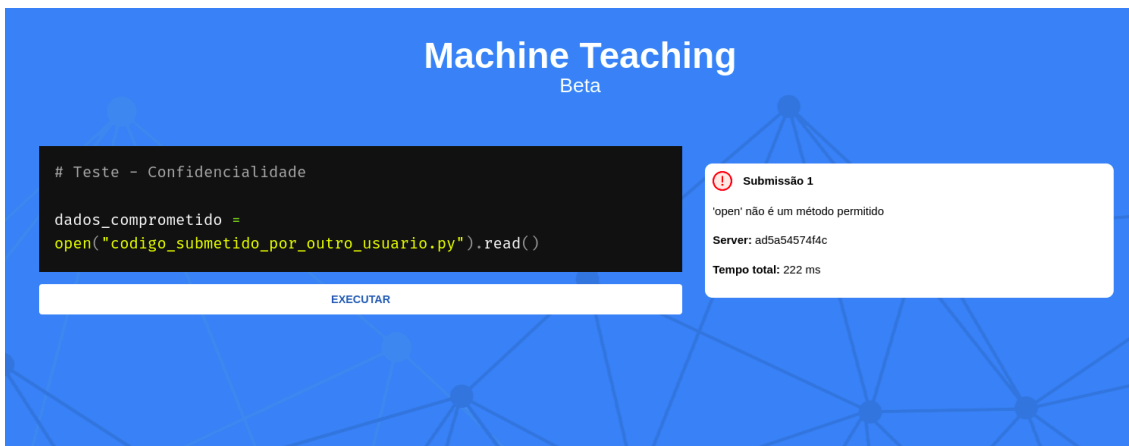 Machine Teaching
Beta
# Teste - Confidencialidade
dados_comprometido =
open("codigo_submetido_por_outro_usuario.py").read()
EXECUTAR
Submissão 1
'open' não é um método permitido
Server: ad5a54574f4c
Tempo total: 222 ms